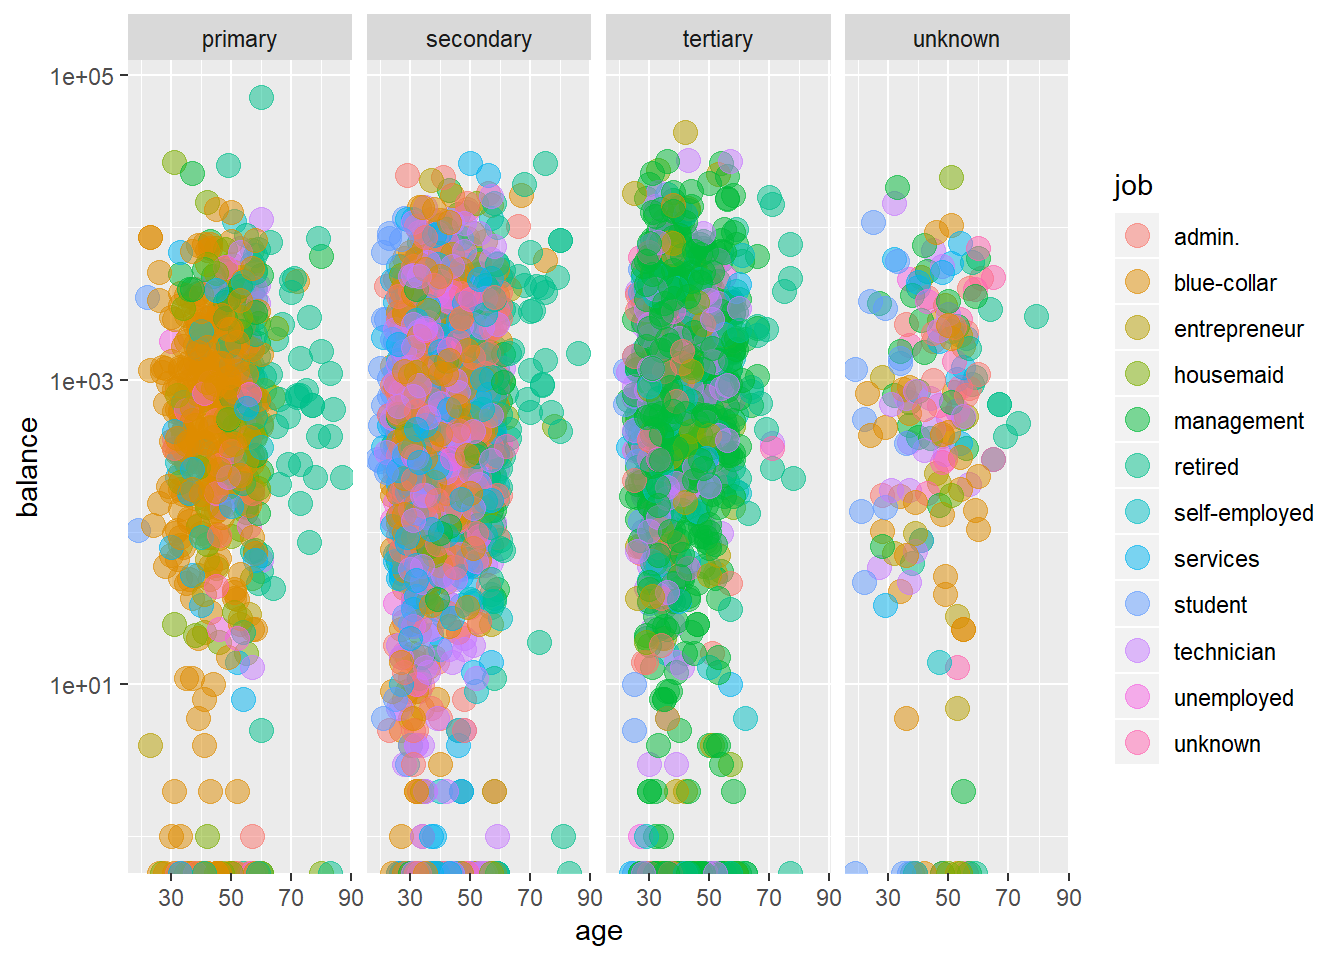 primary secondary tertiary unknown
1e+05
1e+03
1e+01
balance
30 50 70 90 30 50 70 90 30 50 70 90 30 50 70 90
age
job
admin.
blue-collar
entrepreneur
housemaid
management
retired
self-employed
services
student
technician
unemployed
unknown